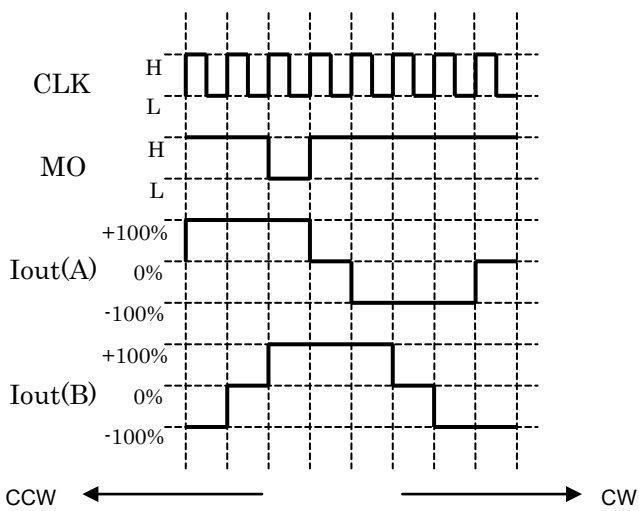 CLK
H
L
MO
H
L
Iout(A)
+100%
0%
-100%
Iout(B)
+100%
0%
-100%
CCW
CW